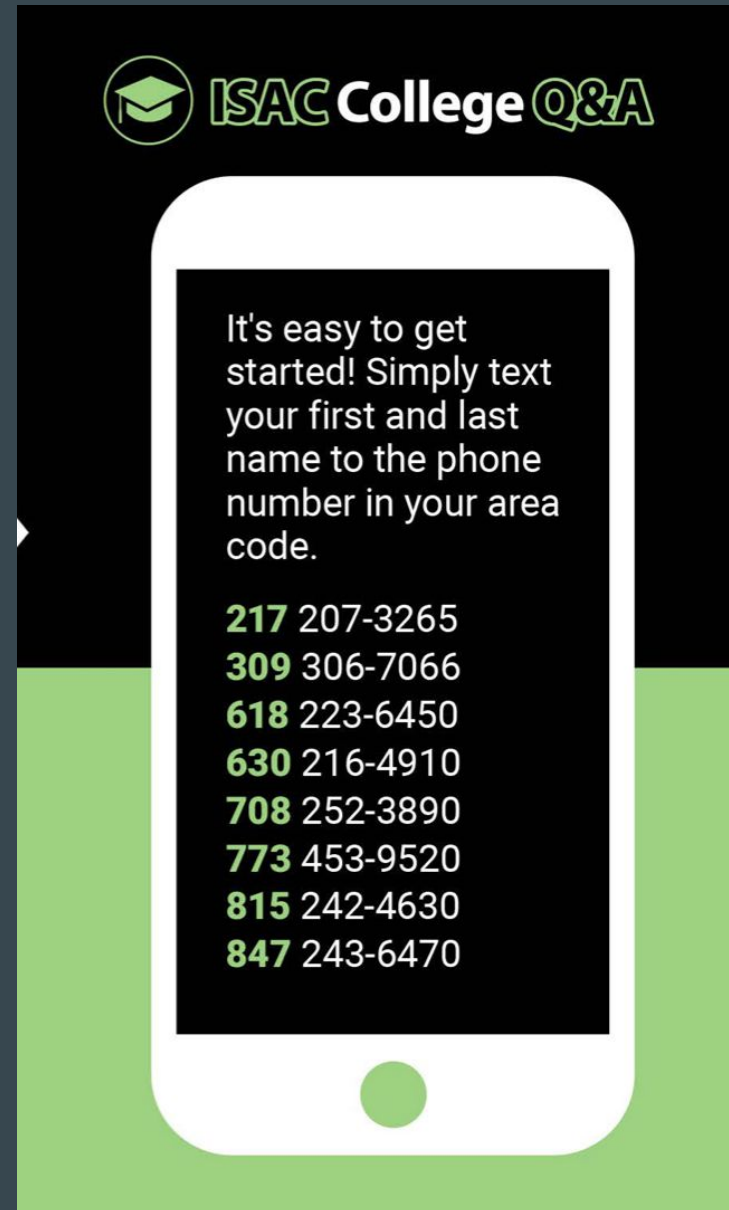 ISAC College Q&A
It's easy to get
started! Simply text
your first and last
name to the phone
number in your area
code.
217 207-3265
309 306-7066
618 223-6450
630 216-4910
708 252-3890
773 453-9520
815 242-4630
847 243-6470